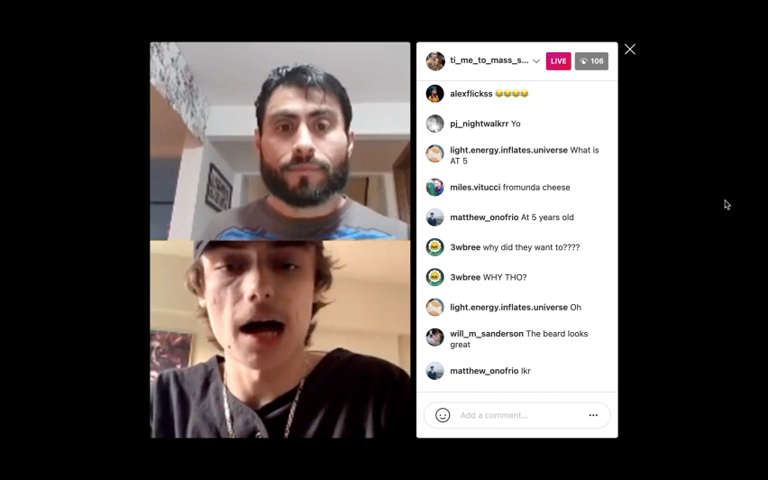 ti_me_to_mass_s...
LIVE
106
alexflickss 😂😂😂😂
pj_nightwalkrr Yo
light.energy.inflates.universe What is
AT 5
miles.vitucci fromunda cheese
matthew_onofrio At 5 years old
3wbree why did they want to????
3wbree WHY THO?
light.energy.inflates.universe Oh
will_m_sanderson The beard looks
great
matthew_onofrio Ikr
Add a comment...